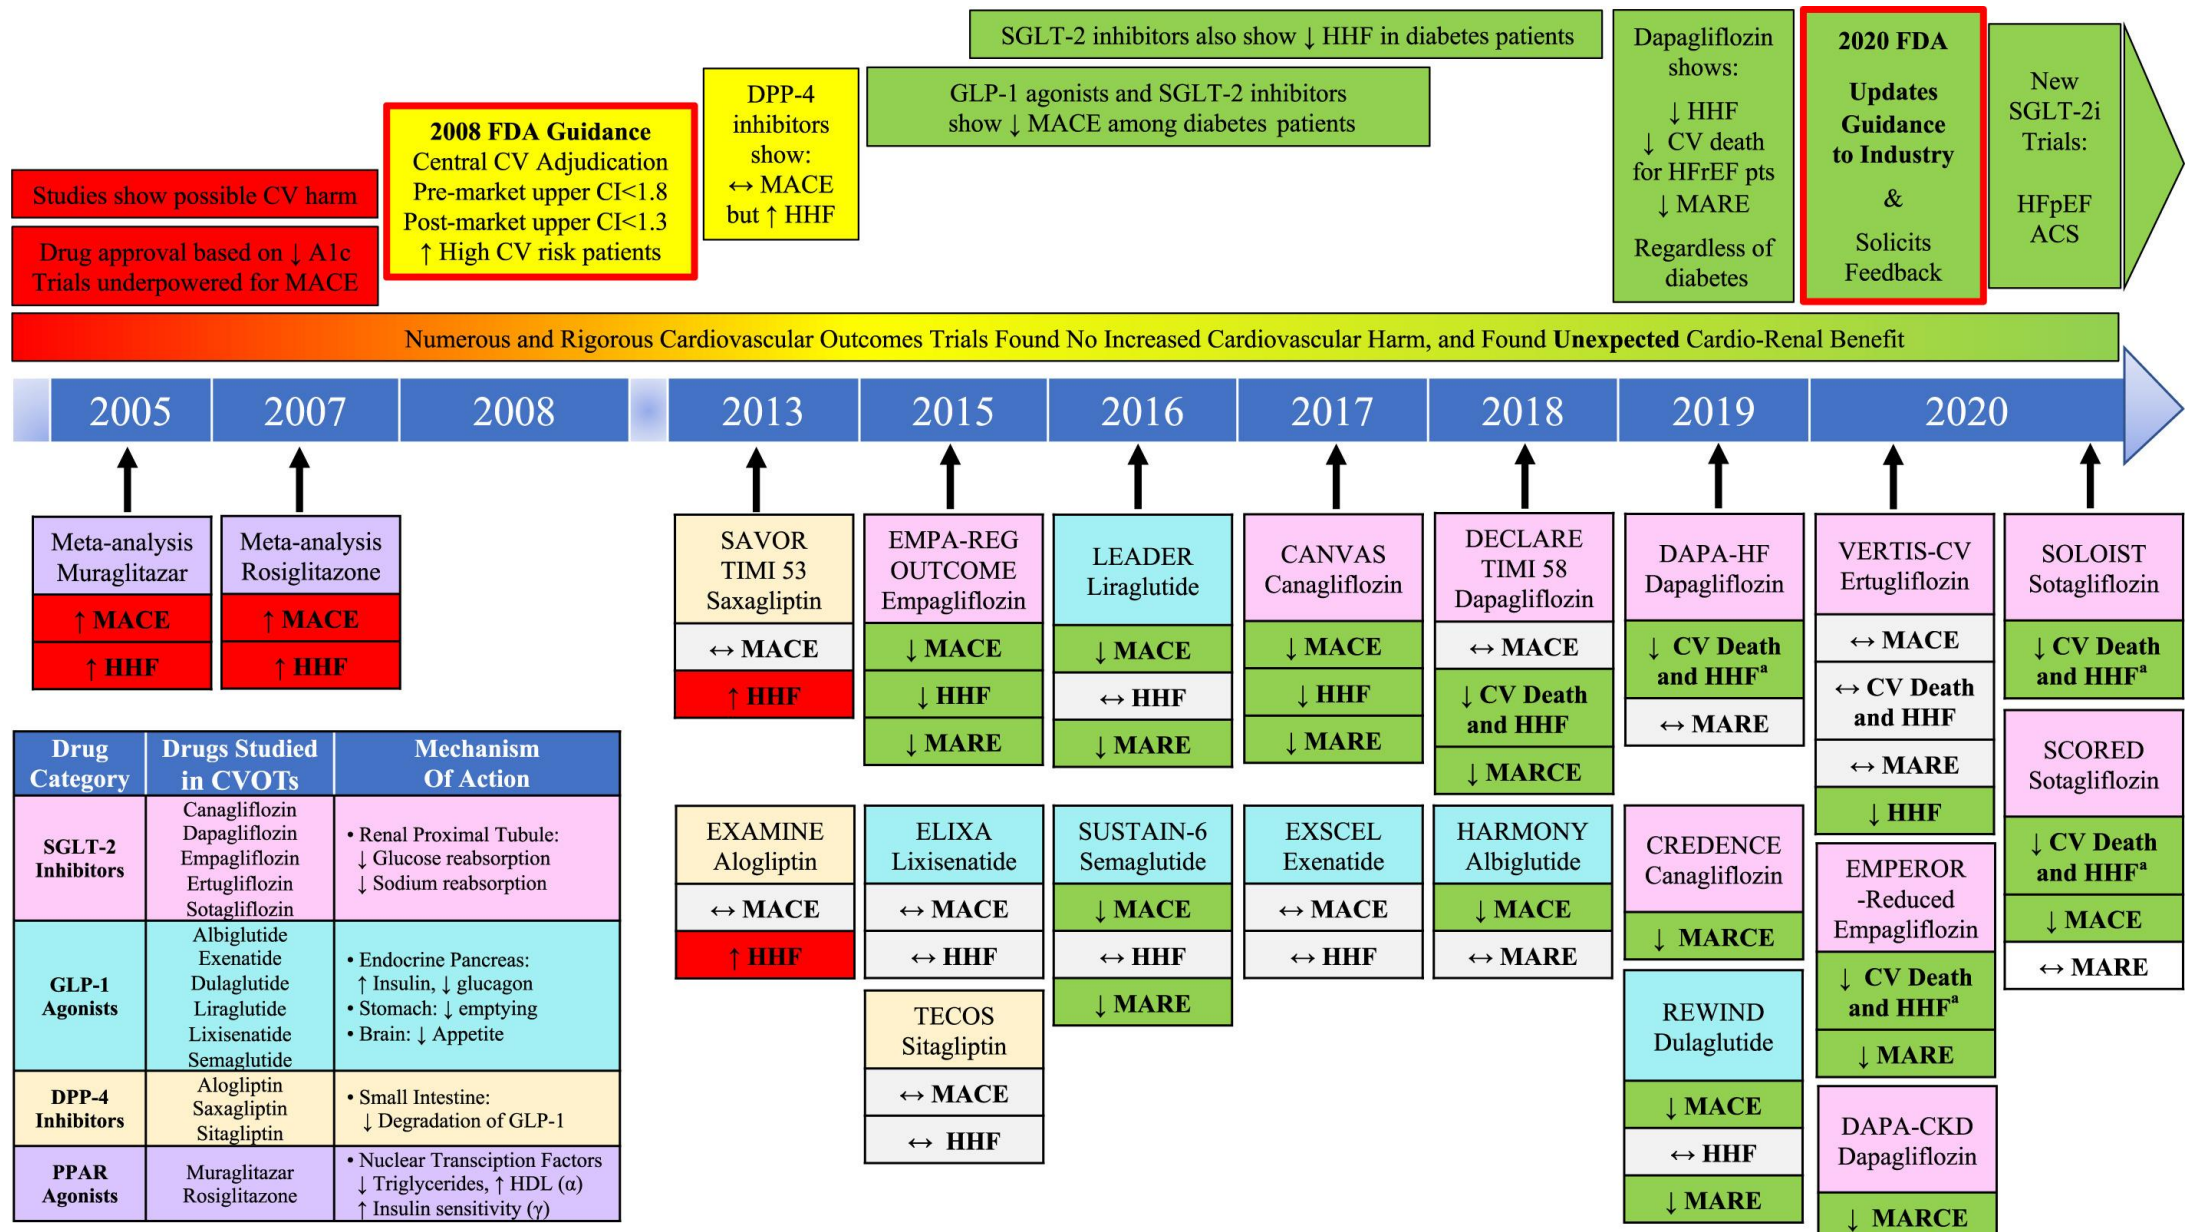 SGLT-2 inhibitors also show ↓ HHF in diabetes patients
GLP-1 agonists and SGLT-2 inhibitors
show ↓ MACE among diabetes patients
Studies show possible CV harm
Drug approval based on ↓ A1c
Trials underpowered for MACE
2008 FDA Guidance
Central CV Adjudication
Pre-market upper CI<1.8
Post-market upper CI<1.3
↑ High CV risk patients
DPP-4
inhibitors
show:
↔ MACE
but ↑ HHF
Dapagliflozin
shows:
↓ HHF
↓ CV death
for HFrEF pts
↓ MARE
Regardless of
diabetes
2020 FDA
Updates
Guidance
to Industry
&
Solicits
Feedback
New
SGLT-2i
Trials:
HFpEF
ACS
Numerous and Rigorous Cardiovascular Outcomes Trials Found No Increased Cardiovascular Harm, and Found Unexpected Cardio-Renal Benefit
2005
2007
2008
2013
2015
2016
2017
2018
2019
2020
Meta-analysis
Muraglitazar
↑ MACE
↑ HHF
Meta-analysis
Rosiglitazone
↑ MACE
↑ HHF
SAVOR
TIMI 53
Saxagliptin
↔ MACE
↑ HHF
EXAMINE
Alogliptin
↔ MACE
↑ HHF
EMPA-REG
OUTCOME
Empagliflozin
↓ MACE
↓ HHF
↓ MARE
ELIXA
Lixisenatide
↔ MACE
↔ HHF
TECOS
Sitagliptin
↔ MACE
↔ HHF
LEADER
Liraglutide
↓ MACE
↔ HHF
↓ MARE
SUSTAIN-6
Semaglutide
↓ MACE
↔ HHF
↓ MARE
CANVAS
Canagliflozin
↓ MACE
↓ HHF
↓ MARE
EXSCEL
Exenatide
↔ MACE
↔ HHF
DECLARE
TIMI 58
Dapagliflozin
↔ MACE
↓ CV Death
and HHF
↓ MARCE
HARMONY
Albiglutide
↓ MACE
↔ MARE
DAPA-HF
Dapagliflozin
↓ CV Death
and HHFª
↔ MARE
CREDENCE
Canagliflozin
↓ MARCE
REWIND
Dulaglutide
↓ MACE
↔ HHF
↓ MARE
VERTIS-CV
Ertugliflozin
↔ MACE
↔ CV Death
and HHF
↔ MARE
↓ HHF
EMPEROR
-Reduced
Empagliflozin
↓ CV Death
and HHFª
↓ MARE
DAPA-CKD
Dapagliflozin
↓ MARCE
SOLOIST
Sotagliflozin
↓ CV Death
and HHFª
SCORED
Sotagliflozin
↓ CV Death
and HHFª
↓ MACE
↔ MARE
Drug
Category
Drugs Studied
in CVOTs
Mechanism
Of Action
SGLT-2
Inhibitors
Canagliflozin
Dapagliflozin
Empagliflozin
Ertugliflozin
Sotagliflozin
• Renal Proximal Tubule:
↓ Glucose reabsorption
↓ Sodium reabsorption
GLP-1
Agonists
Albiglutide
Exenatide
Dulaglutide
Liraglutide
Lixisenatide
Semaglutide
• Endocrine Pancreas:
↑ Insulin, ↓ glucagon
• Stomach: ↓ emptying
• Brain: ↓ Appetite
DPP-4
Inhibitors
Alogliptin
Saxagliptin
Sitagliptin
• Small Intestine:
↓ Degradation of GLP-1
PPAR
Agonists
Muraglitazar
Rosiglitazone
• Nuclear Transciption Factors
↓ Triglycerides, ↑ HDL (α)
↑ Insulin sensitivity (γ)